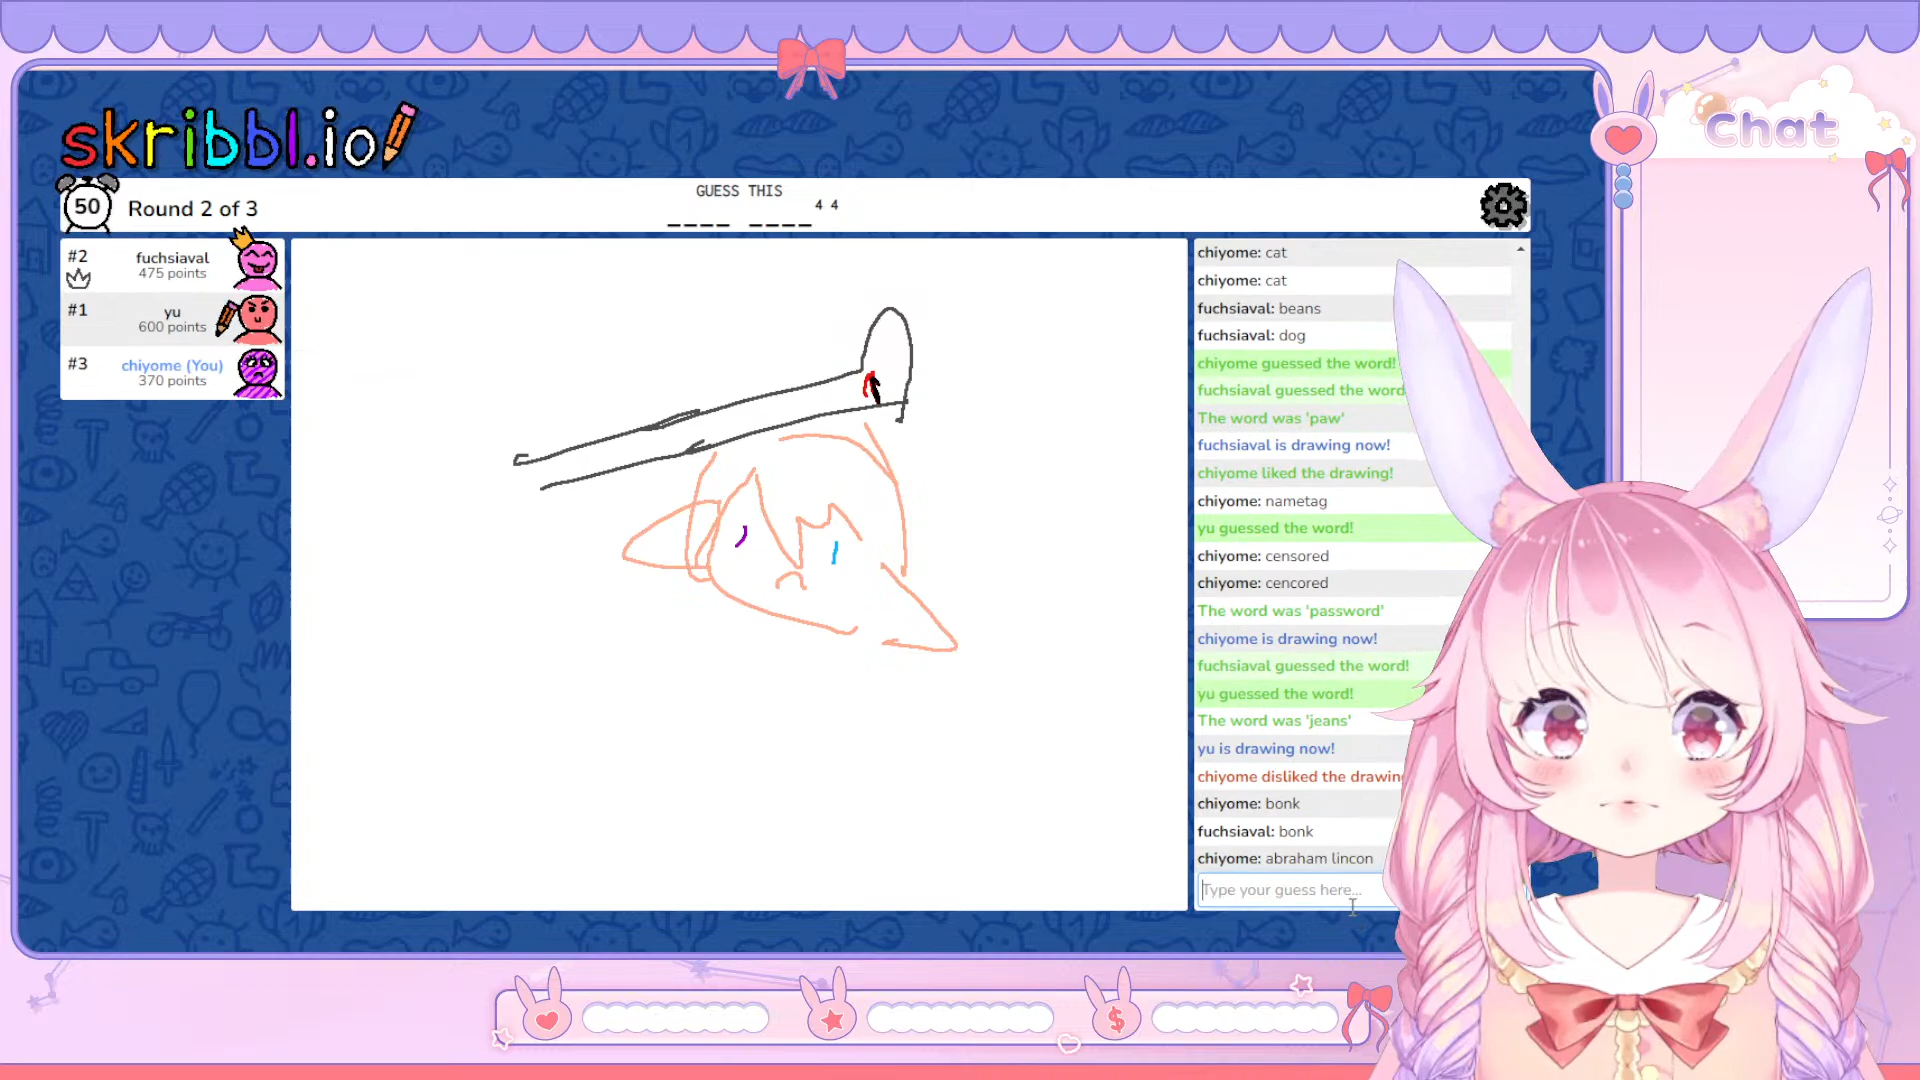 skribbl.io
Chat
50
Round 2 of 3
GUESS THIS
____ ____ 4 4
#2
fuchsiaval
475 points
#1
yu
600 points
#3
chiyome (You)
370 points
chiyome: cat
chiyome: cat
fuchsiaval: beans
fuchsiaval: dog
chiyome guessed the word!
fuchsiaval guessed the word
The word was 'paw'
fuchsiaval is drawing now!
chiyome liked the drawing!
chiyome: nametag
yu guessed the word!
chiyome: censored
chiyome: cencored
The word was 'password'
chiyome is drawing now!
fuchsiaval guessed the word!
yu guessed the word!
The word was 'jeans'
yu is drawing now!
chiyome disliked the drawin
chiyome: bonk
fuchsiaval: bonk
chiyome: abraham lincon
Type your guess here...